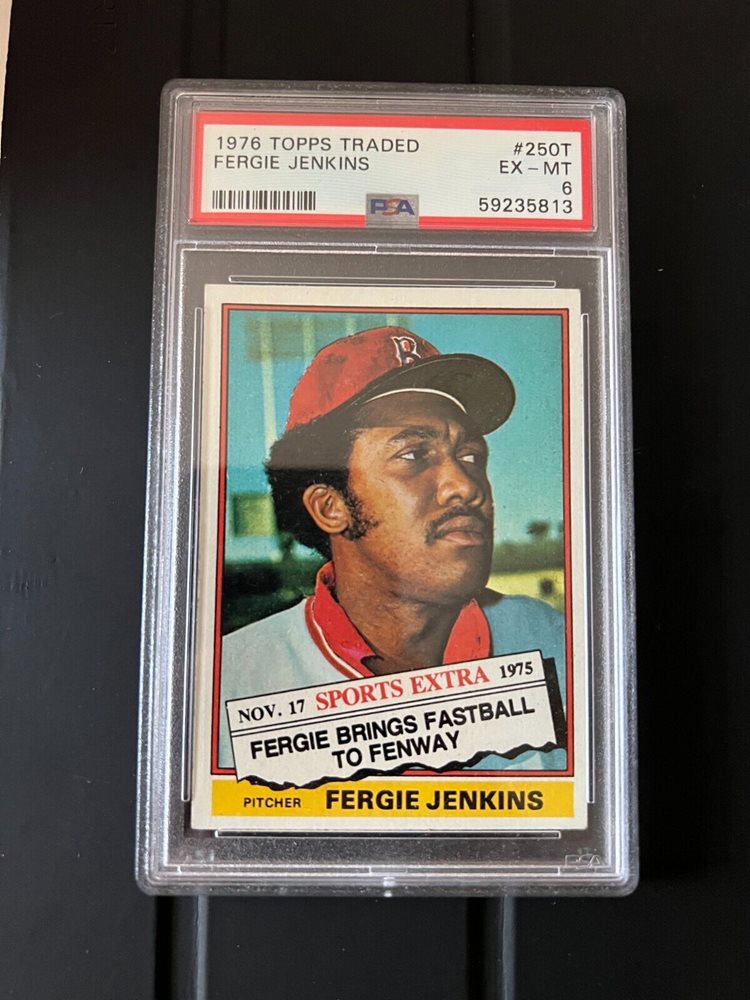 1976 TOPPS TRADED #250T
FERGIE JENKINS EX-MT
6
PSA 59235813
B
NOV. 17 SPORTS EXTRA 1975
FERGIE BRINGS FASTBALL
TO FENWAY
PITCHER FERGIE JENKINS
PSA